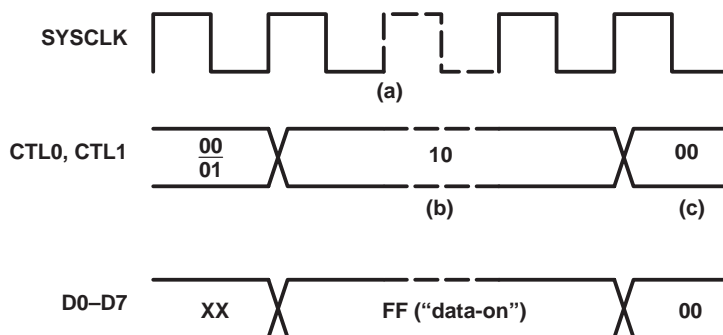 SYSCLK
(a)
CTL0, CTL1
00
01
10
00
(b)
(c)
D0–D7
XX
FF (“data-on”)
00